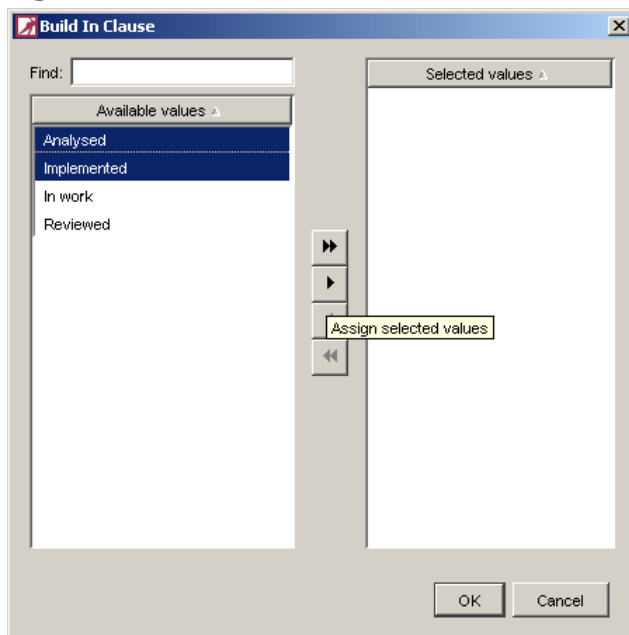 Build In Clause
Find:
Selected values
Available values
Analysed
Implemented
In work
Reviewed
Assign selected values
OK Cancel